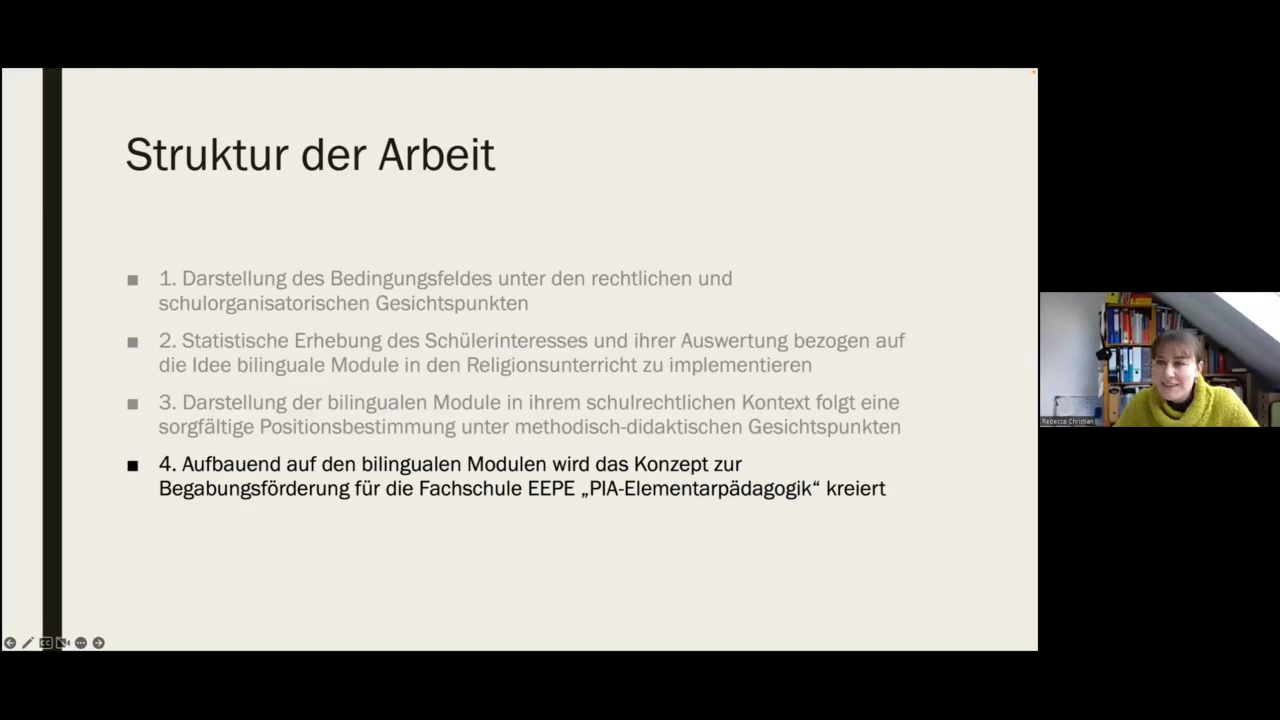 Struktur der Arbeit
1. Darstellung des Bedingungsfeldes unter den rechtlichen und
schulorganisatorischen Gesichtspunkten
2. Statistische Erhebung des Schülerinteresses und ihrer Auswertung bezogen auf
die Idee bilinguale Module in den Religionsunterricht zu implementieren
3. Darstellung der bilingualen Module in ihrem schulrechtlichen Kontext folgt eine
sorgfältige Positionsbestimmung unter methodisch-didaktischen Gesichtspunkten
4. Aufbauend auf den bilingualen Modulen wird das Konzept zur
Begabungsförderung für die Fachschule EEPE „PIA-Elementarpädagogik“ kreiert
Rebecca Christian
CC